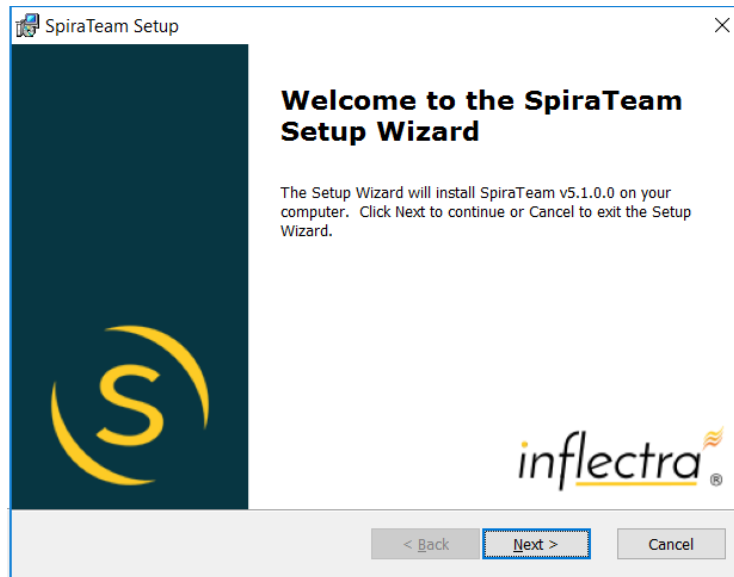 SpiraTeam Setup
Welcome to the SpiraTeam
Setup Wizard
The Setup Wizard will install SpiraTeam v5.1.0.0 on your
computer.  Click Next to continue or Cancel to exit the Setup
Wizard.
S
inflectra ®
< Back
Next >
Cancel